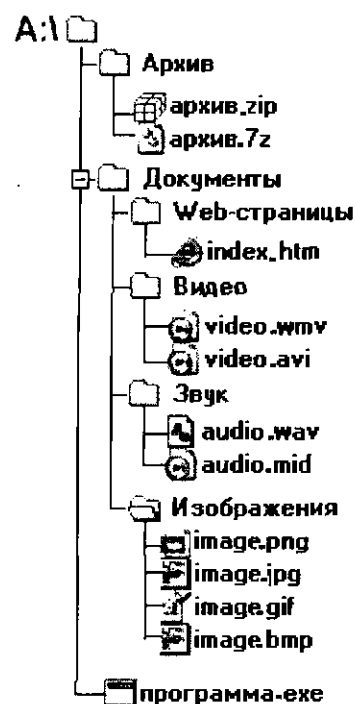 A:\
Архив
архив.zip
архив.7z
Документы
Web-страницы
index.htm
Видео
video.wmv
video.avi
Звук
audio.wav
audio.mid
Изображения
image.png
image.jpg
image.gif
image.bmp
программа.exe